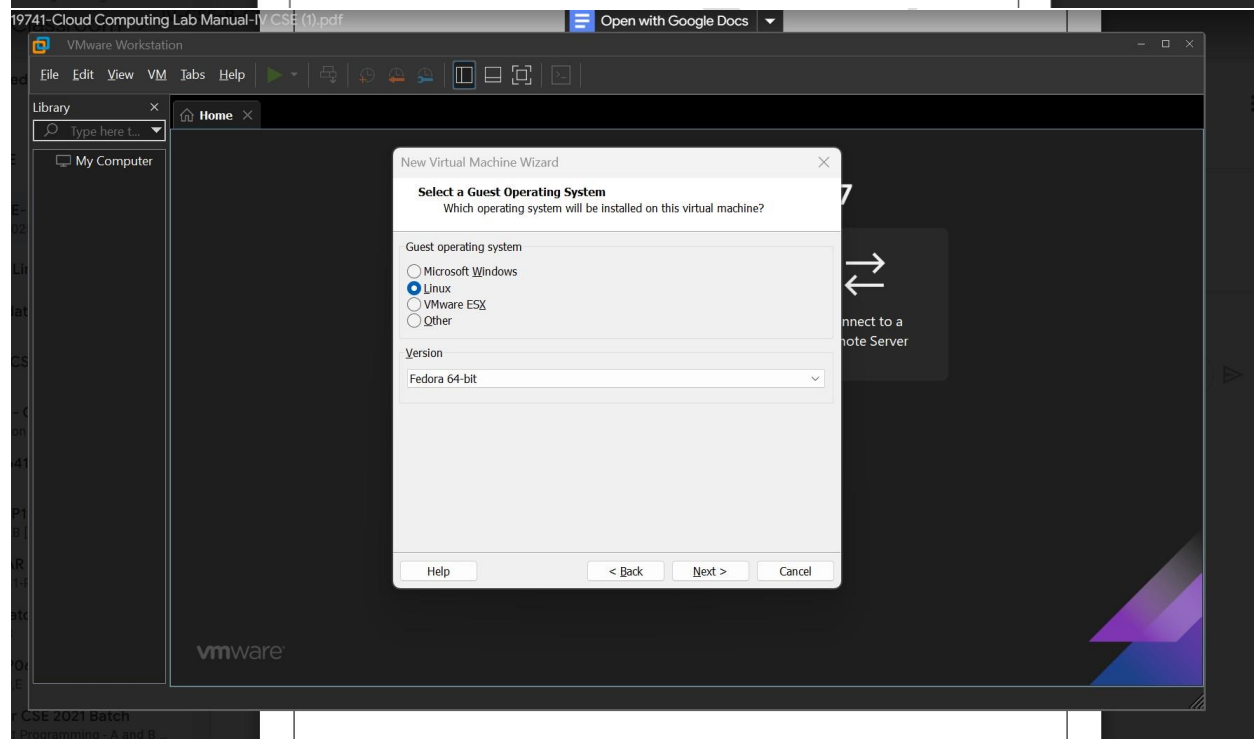 19741-Cloud Computing Lab Manual-IV CSE (1).pdf
Open with Google Docs
VMware Workstation
File Edit View VM Tabs Help
Library
Home
Type here t...
My Computer
New Virtual Machine Wizard
Select a Guest Operating System
Which operating system will be installed on this virtual machine?
7
Guest operating system
Microsoft Windows
Linux
VMware ESX
Other
nnect to a
note Server
Version
Fedora 64-bit
Help
< Back
Next >
Cancel
vmware
r CSE 2021 Batch
t Programming - A and B